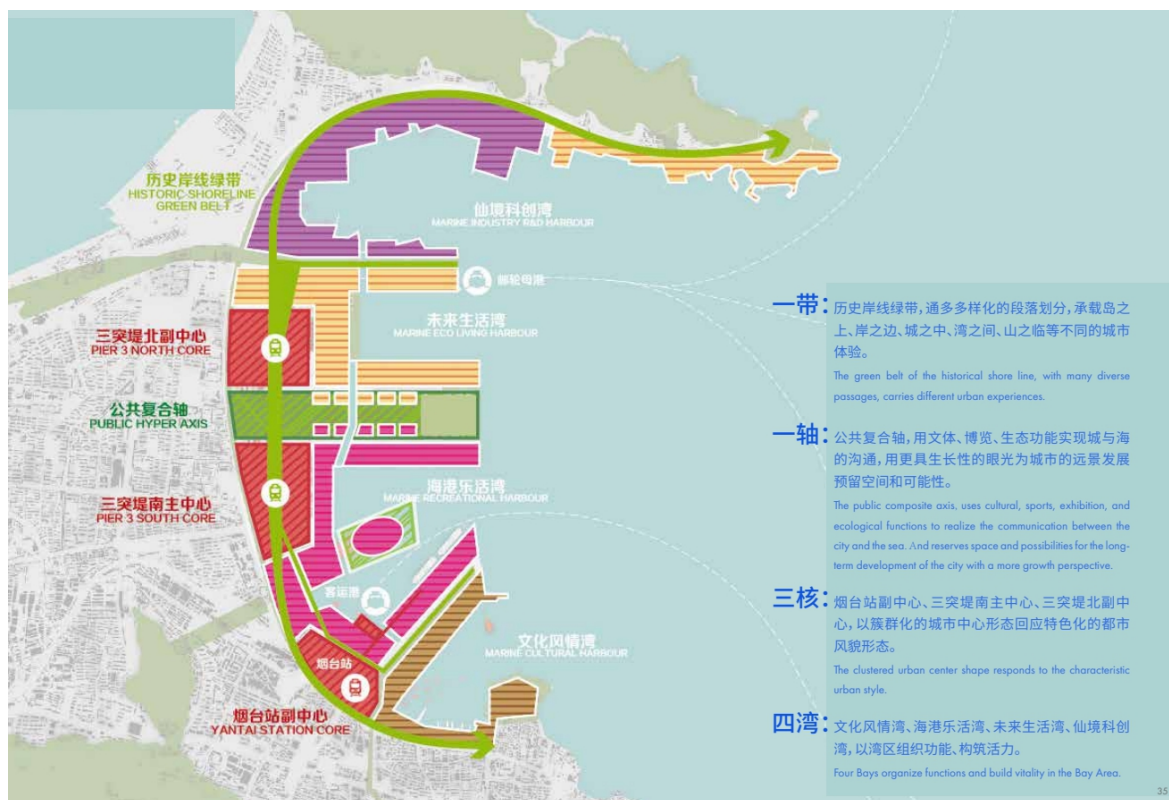 历史岸线绿带
HISTORIC SHORELINE
GREEN BELT
仙境科创湾
MARINE INDUSTRY R&D HARBOUR
邮轮母港
未来生活湾
MARINE ECO LIVING HARBOUR
三突堤北副中心
PIER 3 NORTH CORE
公共复合轴
PUBLIC HYPER AXIS
三突堤南主中心
PIER 3 SOUTH CORE
海港乐活湾
MARINE RECREATIONAL HARBOUR
客运港
文化风情湾
MARINE CULTURAL HARBOUR
烟台站
烟台站副中心
YANTAI STATION CORE
一带：历史岸线绿带，通多多样化的段落划分，承载岛之
上、岸之边、城之中、湾之间、山之临等不同的城市
体验。
The green belt of the historical shore line, with many diverse
passages, carries different urban experiences.
一轴：公共复合轴，用文体、博览、生态功能实现城与海
的沟通，用更具生长性的眼光为城市的远景发展
预留空间和可能性。
The public composite axis, uses cultural, sports, exhibition, and
ecological functions to realize the communication between the
city and the sea. And reserves space and possibilities for the long-
term development of the city with a more growth perspective.
三核：烟台站副中心、三突堤南主中心、三突堤北副中
心，以簇群化的城市中心形态回应特色化的都市
风貌形态。
The clustered urban center shape responds to the characteristic
urban style.
四湾：文化风情湾、海港乐活湾、未来生活湾、仙境科创
湾，以湾区组织功能、构筑活力。
Four Bays organize functions and build vitality in the Bay Area.
35